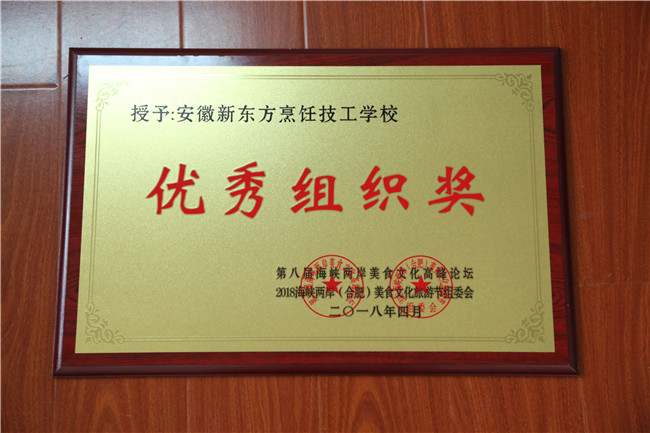 授予:安徽新东方烹饪技工学校
优秀组织奖
第八届海峡两岸美食文化高峰论坛
2018海峡两岸（合肥）美食文化旅游节组委会
二〇一八年四月